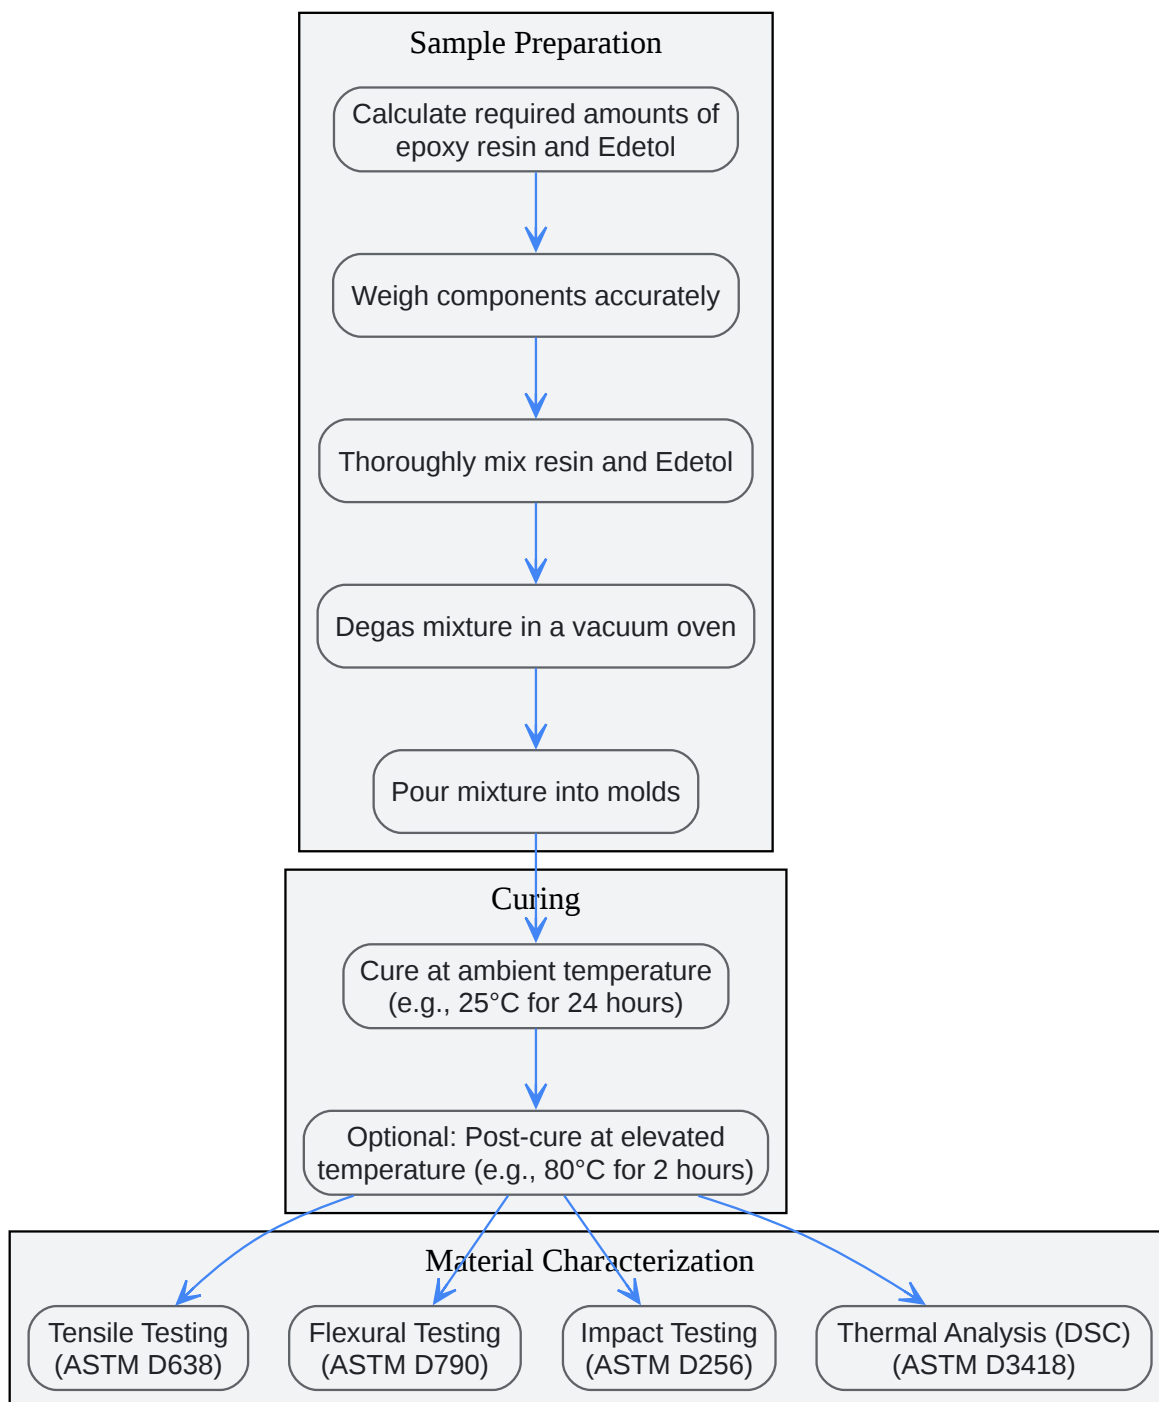 Sample Preparation
Calculate required amounts of
epoxy resin and Edetol
Weigh components accurately
Thoroughly mix resin and Edetol
Degas mixture in a vacuum oven
Pour mixture into molds
Curing
Cure at ambient temperature
(e.g., 25°C for 24 hours)
Optional: Post-cure at elevated
temperature (e.g., 80°C for 2 hours)
Material Characterization
Tensile Testing
(ASTM D638)
Flexural Testing
(ASTM D790)
Impact Testing
(ASTM D256)
Thermal Analysis (DSC)
(ASTM D3418)